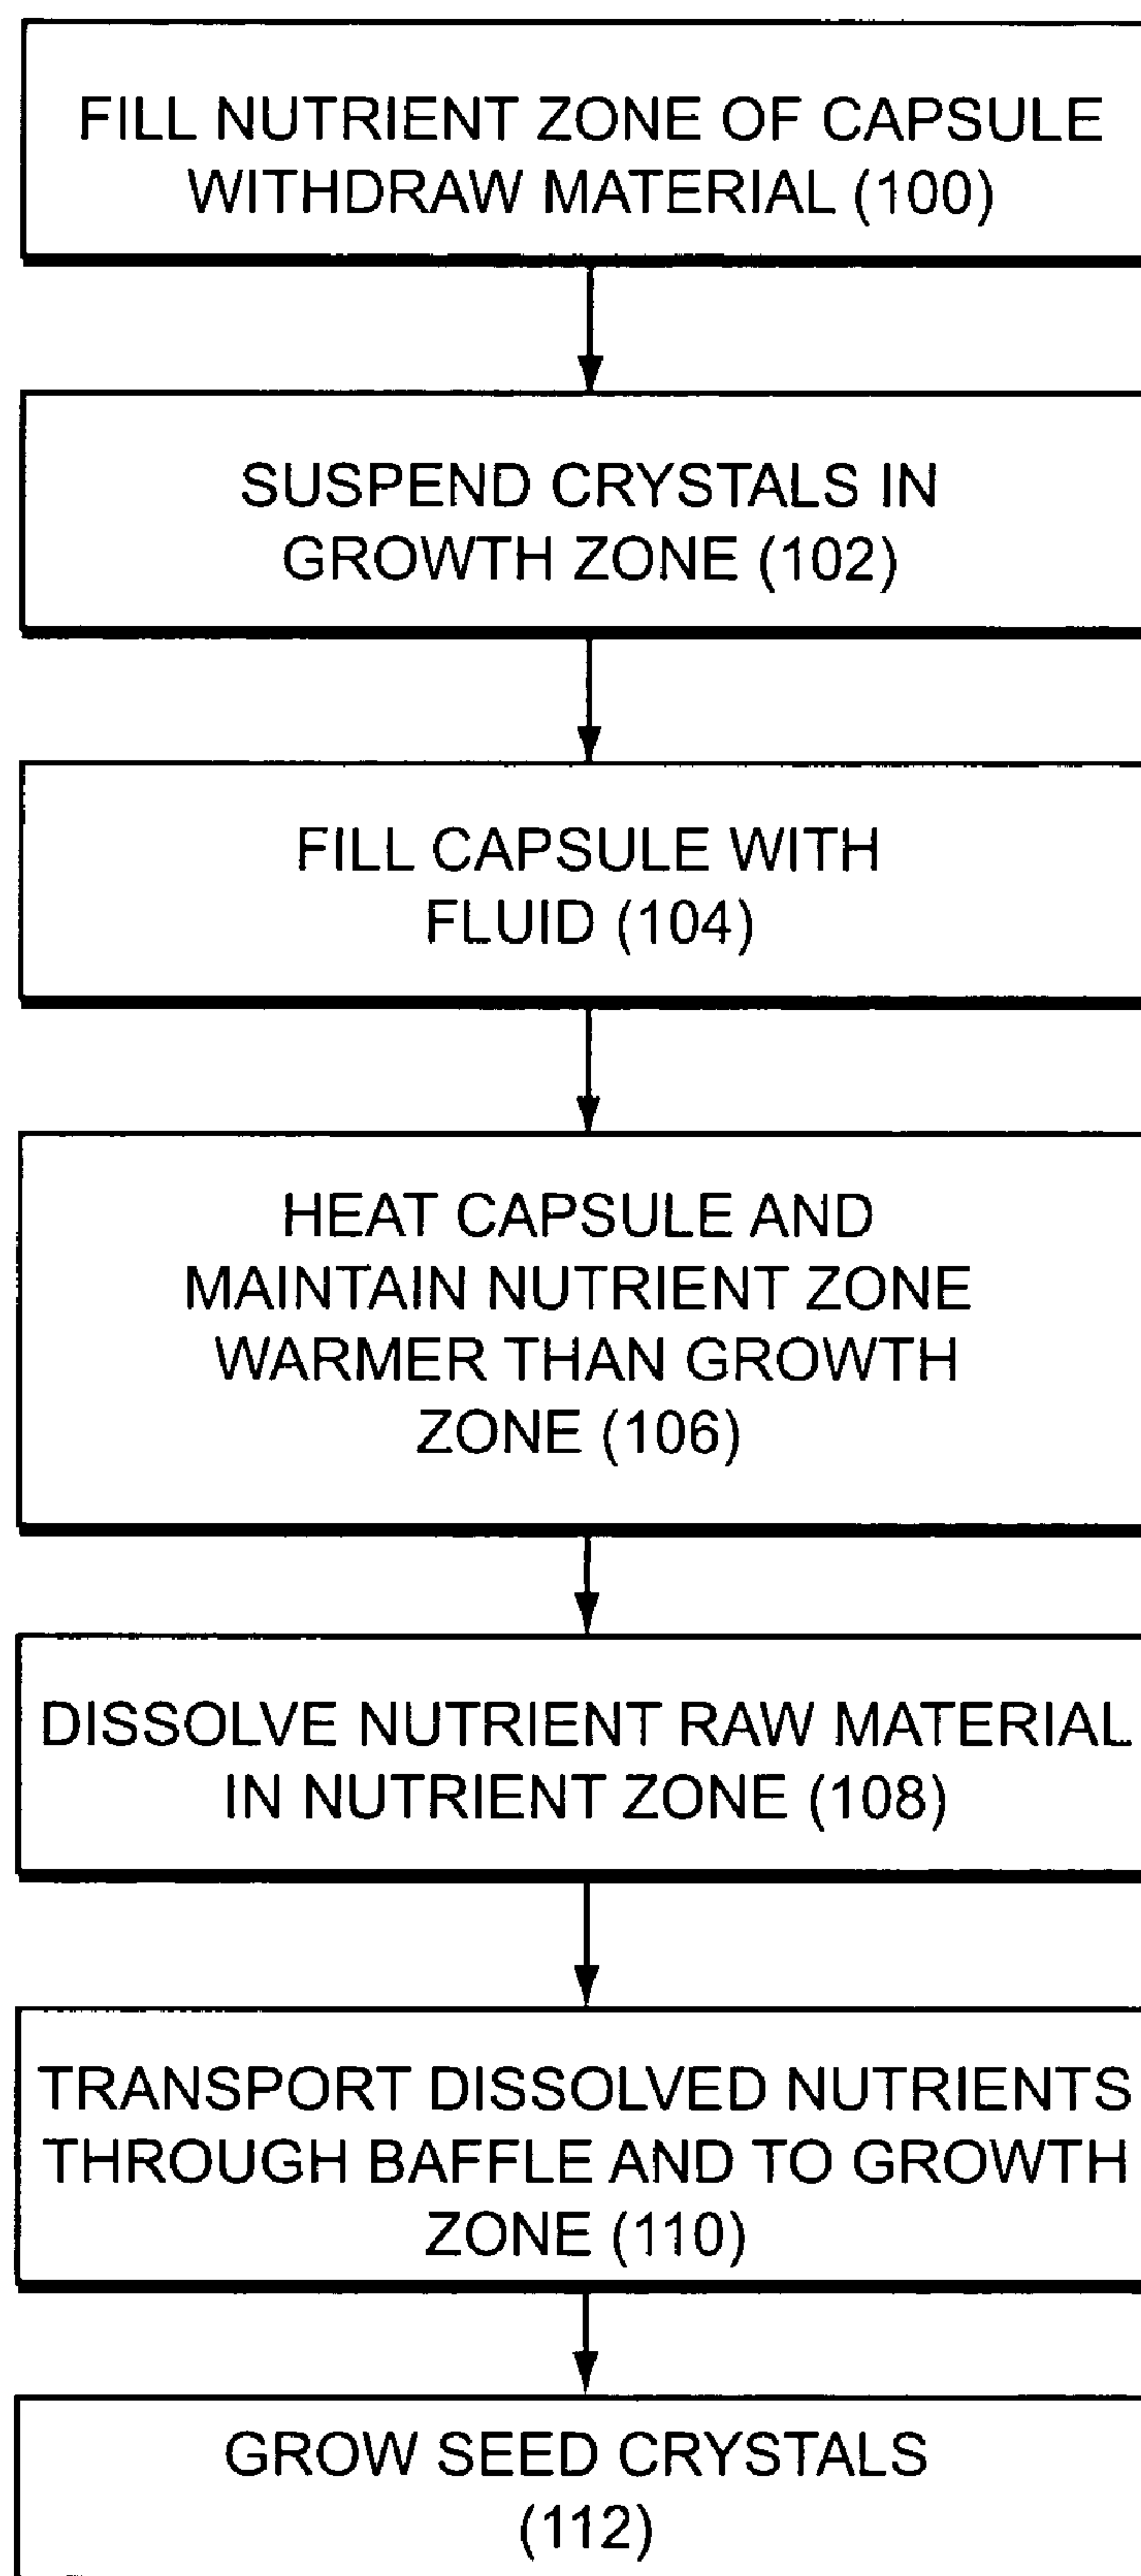 FILL NUTRIENT ZONE OF CAPSULE
WITHDRAW MATERIAL (100)
SUSPEND CRYSTALS IN
GROWTH ZONE (102)
FILL CAPSULE WITH
FLUID (104)
HEAT CAPSULE AND
MAINTAIN NUTRIENT ZONE
WARMER THAN GROWTH
ZONE (106)
DISSOLVE NUTRIENT RAW MATERIAL
IN NUTRIENT ZONE (108)
TRANSPORT DISSOLVED NUTRIENTS
THROUGH BAFFLE AND TO GROWTH
ZONE (110)
GROW SEED CRYSTALS
(112)